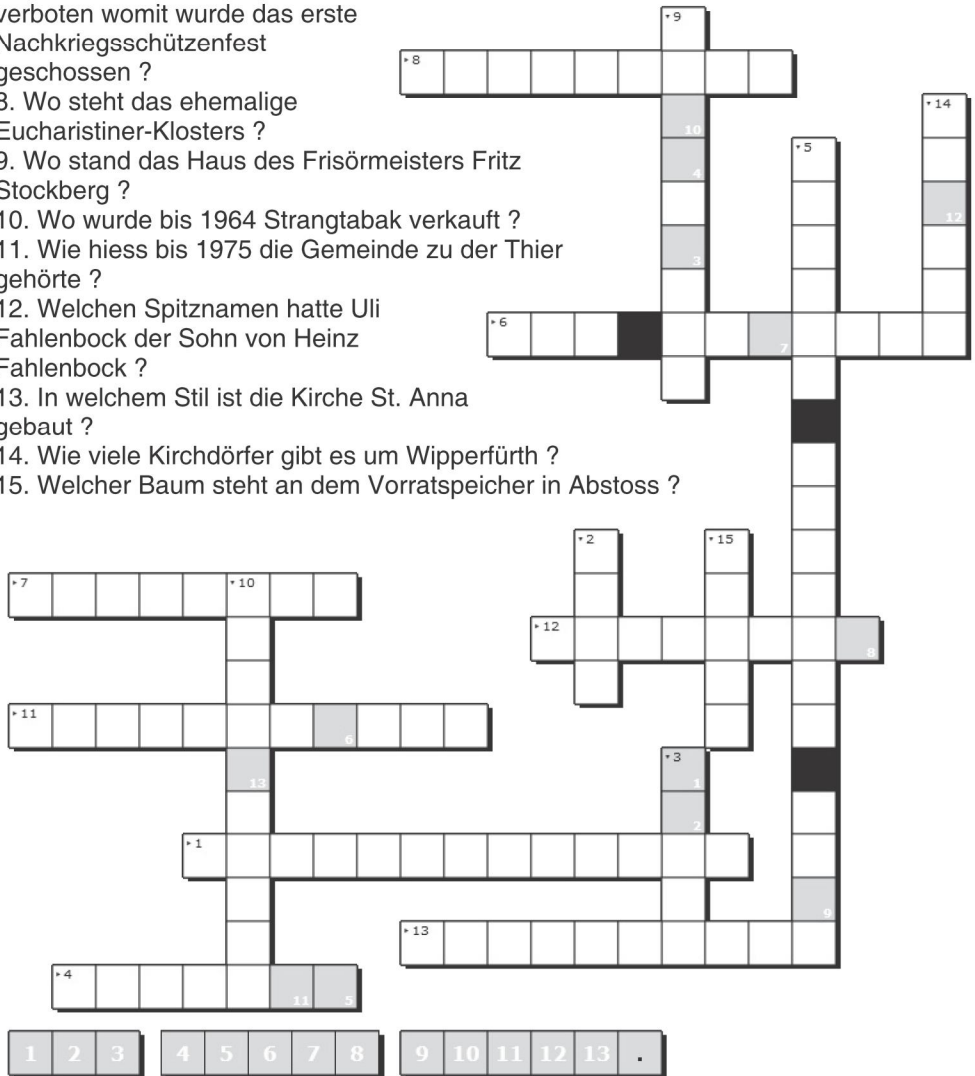 verboten womit wurde das erste
Nachkriegsschützenfest
geschossen ?
8. Wo steht das ehemalige
Eucharistiner-Klosters ?
9. Wo stand das Haus des Frisörmeisters Fritz
Stockberg ?
10. Wo wurde bis 1964 Strangtabak verkauft ?
11. Wie hiess bis 1975 die Gemeinde zu der Thier
gehörte ?
12. Welchen Spitznamen hatte Uli
Fahlenbock der Sohn von Heinz
Fahlenbock ?
13. In welchem Stil ist die Kirche St. Anna
gebaut ?
14. Wie viele Kirchdörfer gibt es um Wipperfürth ?
15. Welcher Baum steht an dem Vorratspeicher in Abstoss ?
9
8
10
14
4
5
12
3
6
7
2
15
7
10
12
8
11
6
3
1
13
2
1
9
13
4
11
5
1 2 3 4 5 6 7 8 9 10 11 12 13 .